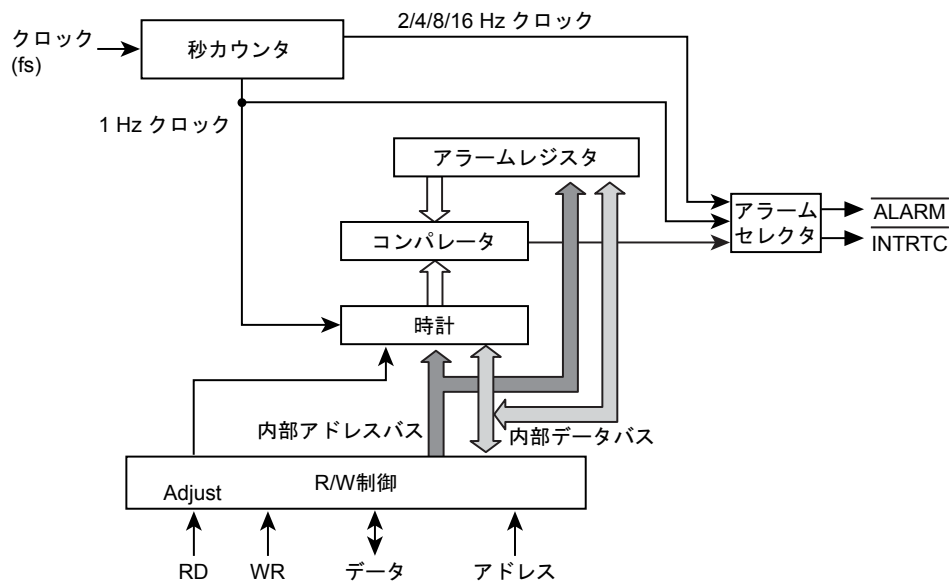 2/4/8/16 Hz クロック
クロック
(fs)
秒カウンタ
1 Hz クロック
アラームレジスタ
アラーム
セレクタ
ALARM
INTRTC
コンパレータ
時計
内部アドレスバス
内部データバス
R/W制御
Adjust
RD
WR
データ
アドレス